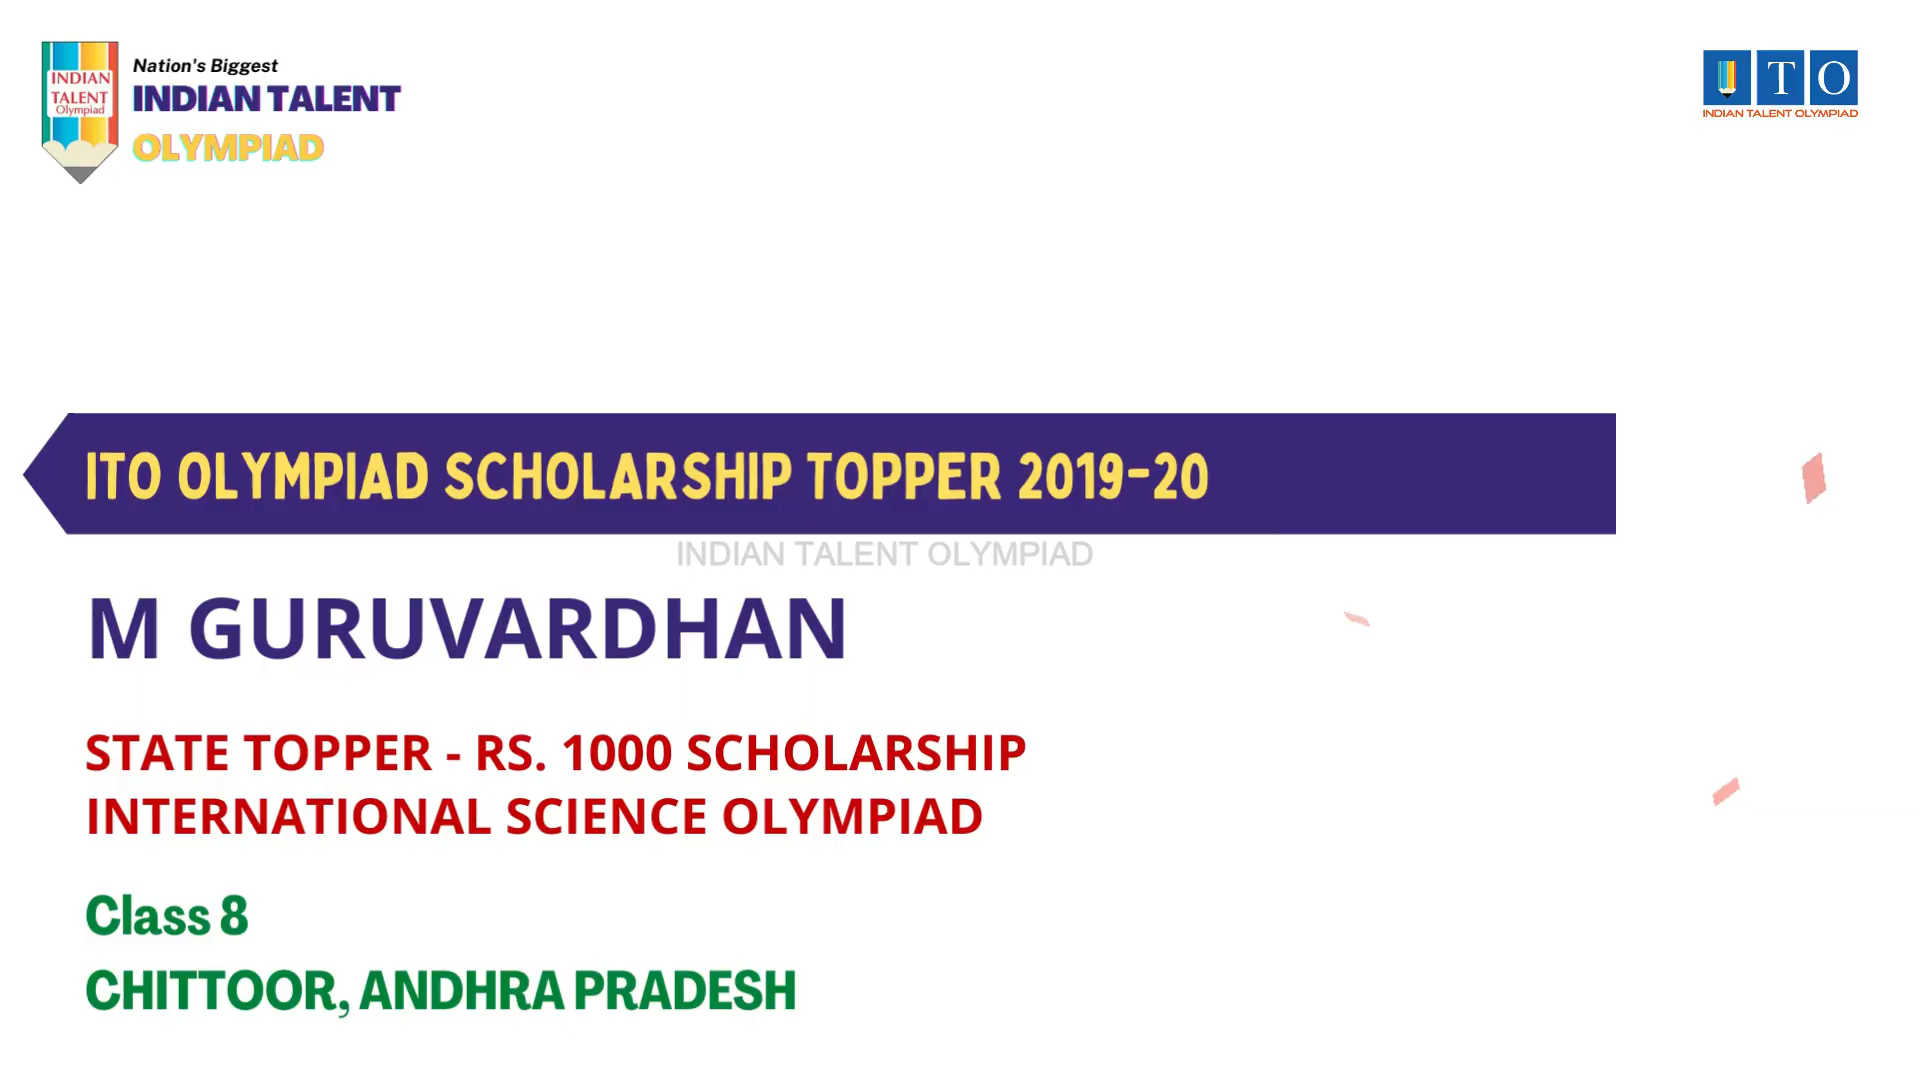 INDIAN
TALENT
Olympiad
Nation's Biggest
INDIAN TALENT
OLYMPIAD
T O
INDIAN TALENT OLYMPIAD
ITO OLYMPIAD SCHOLARSHIP TOPPER 2019-20
INDIAN TALENT OLYMPIAD
M GURUVARDHAN
STATE TOPPER - RS. 1000 SCHOLARSHIP
INTERNATIONAL SCIENCE OLYMPIAD
Class 8
CHITTOOR, ANDHRA PRADESH